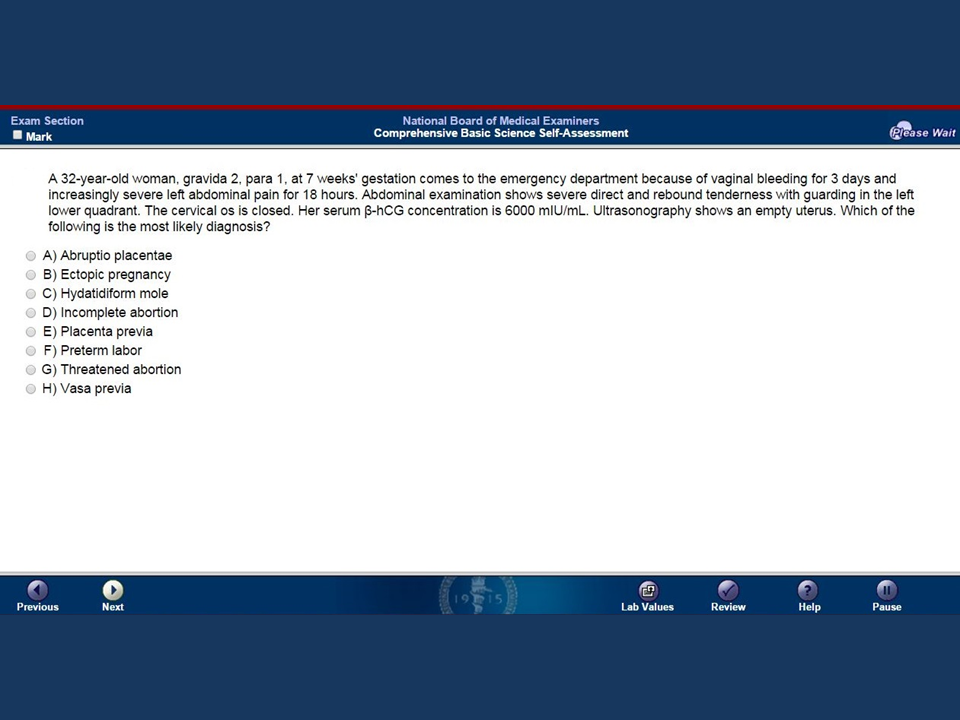 Exam Section
Mark
National Board of Medical Examiners
Comprehensive Basic Science Self-Assessment
Please Wait
A 32-year-old woman, gravida 2, para 1, at 7 weeks' gestation comes to the emergency department because of vaginal bleeding for 3 days and
increasingly severe left abdominal pain for 18 hours. Abdominal examination shows severe direct and rebound tenderness with guarding in the left
lower quadrant. The cervical os is closed. Her serum β-hCG concentration is 6000 mIU/mL. Ultrasonography shows an empty uterus. Which of the
following is the most likely diagnosis?
A) Abruptio placentae
B) Ectopic pregnancy
C) Hydatidiform mole
D) Incomplete abortion
E) Placenta previa
F) Preterm labor
G) Threatened abortion
H) Vasa previa
Previous
Next
19 15
Lab Values
Review
Help
Pause